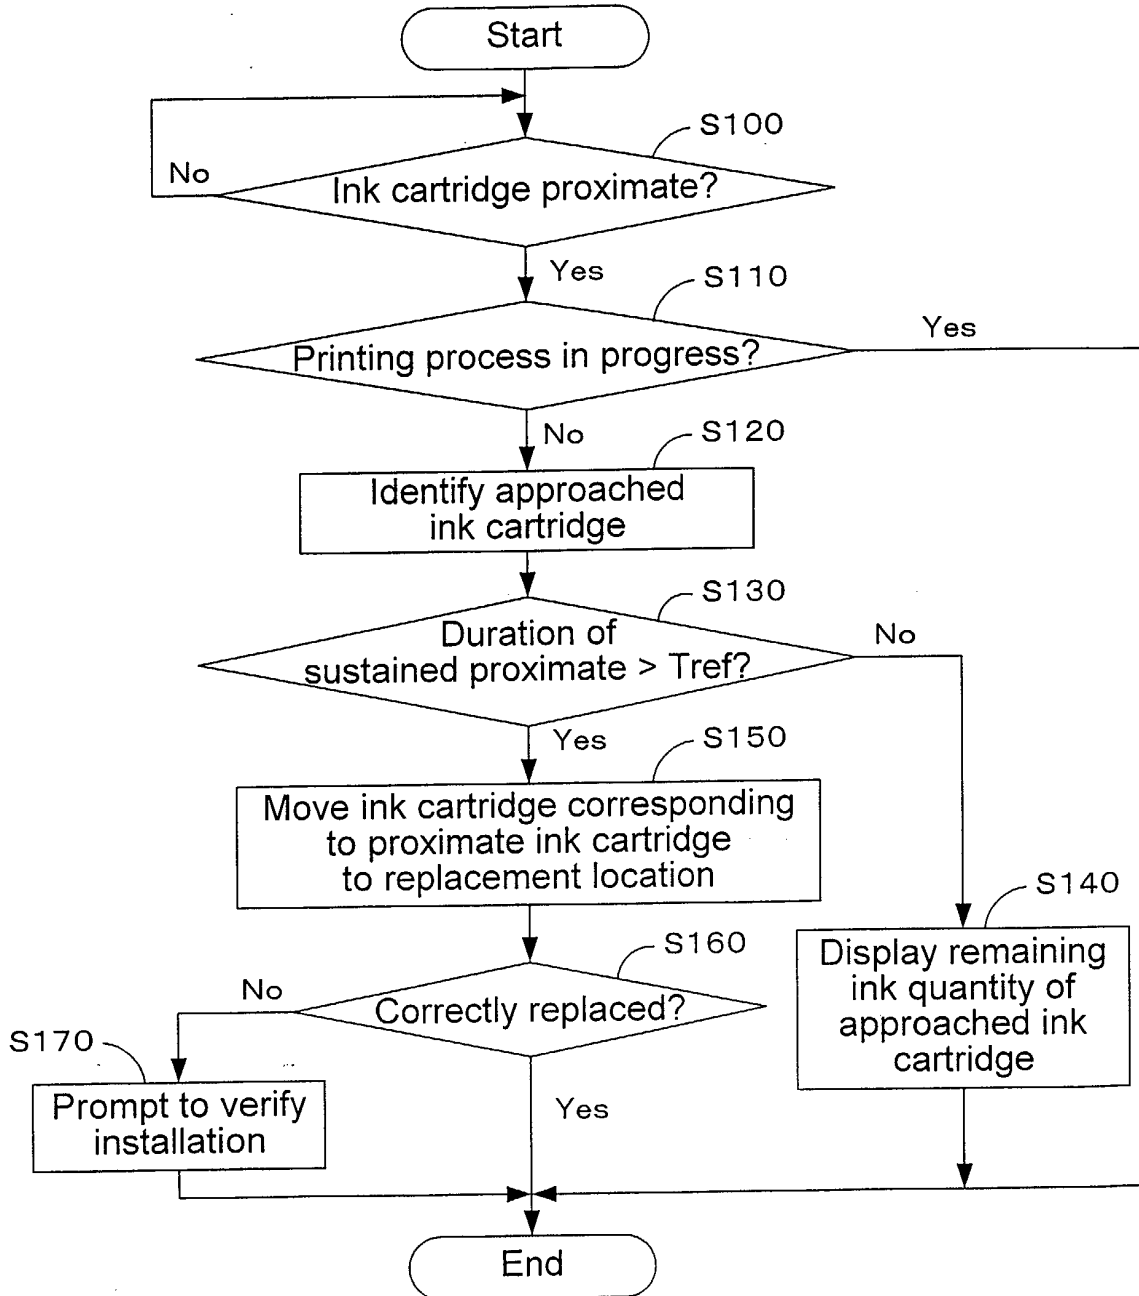 Start
S100
No
Ink cartridge proximate?
Yes
S110
Yes
Printing process in progress?
No
S120
Identify approached
ink cartridge
S130
No
Duration of
sustained proximate > Tref?
Yes
S150
Move ink cartridge corresponding
to proximate ink cartridge
to replacement location
S140
Display remaining
ink quantity of
approached ink
cartridge
S160
No
Correctly replaced?
S170
Prompt to verify
installation
Yes
End